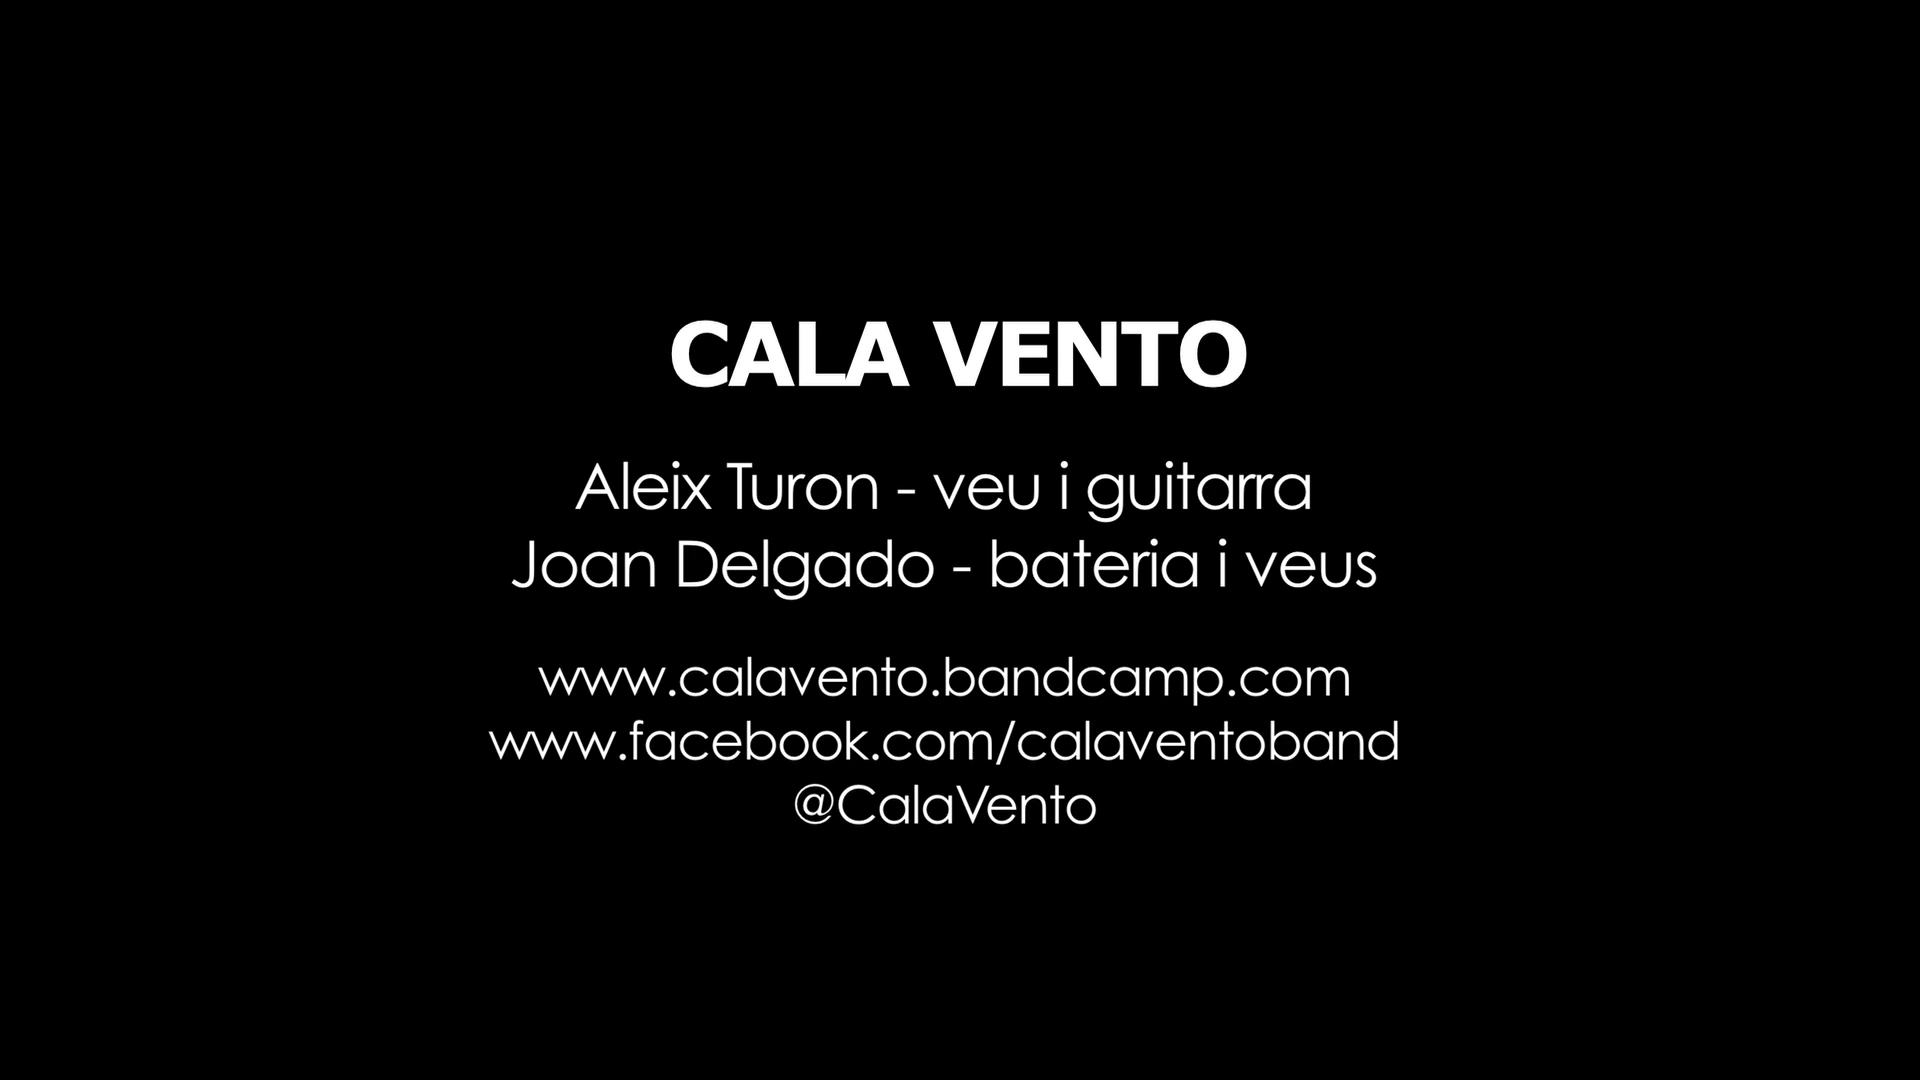 CALA VENTO
Aleix Turon - veu i guitarra
Joan Delgado - bateria i veus
www.calavento.bandcamp.com
www.facebook.com/calaventoband
@CalaVento